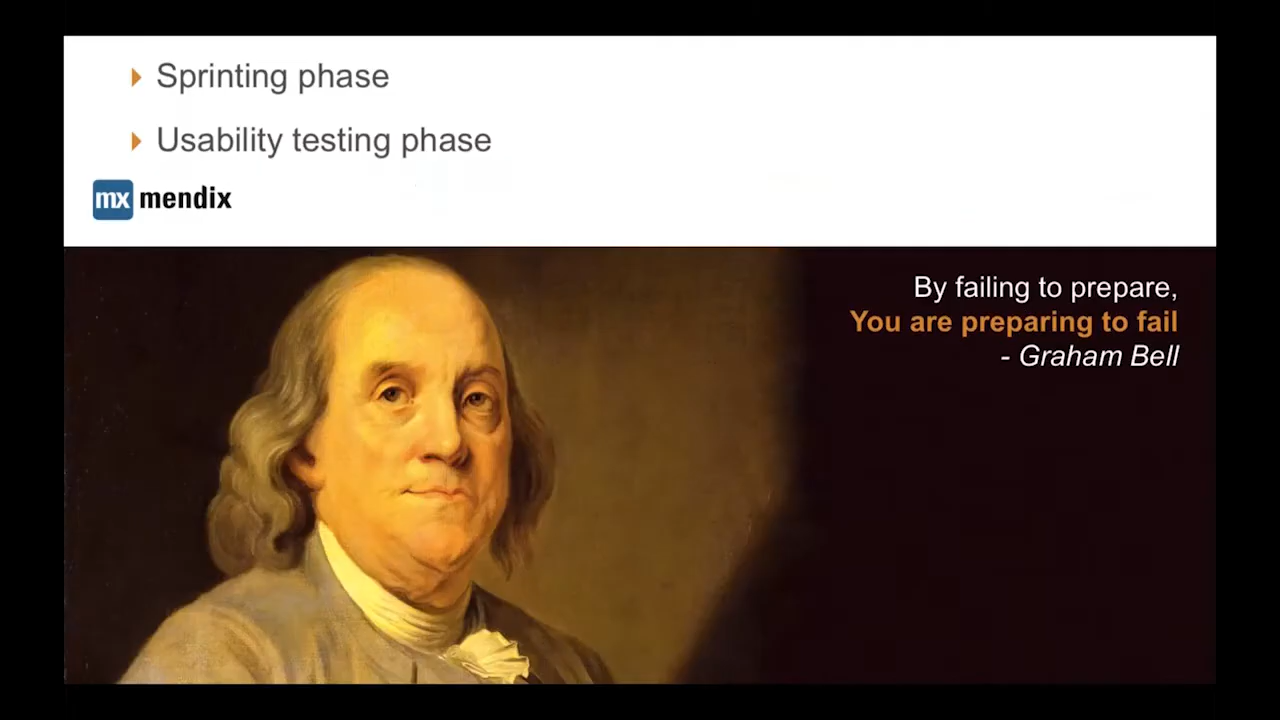 Sprinting phase
Usability testing phase
mx mendix
By failing to prepare,
You are preparing to fail
- Graham Bell